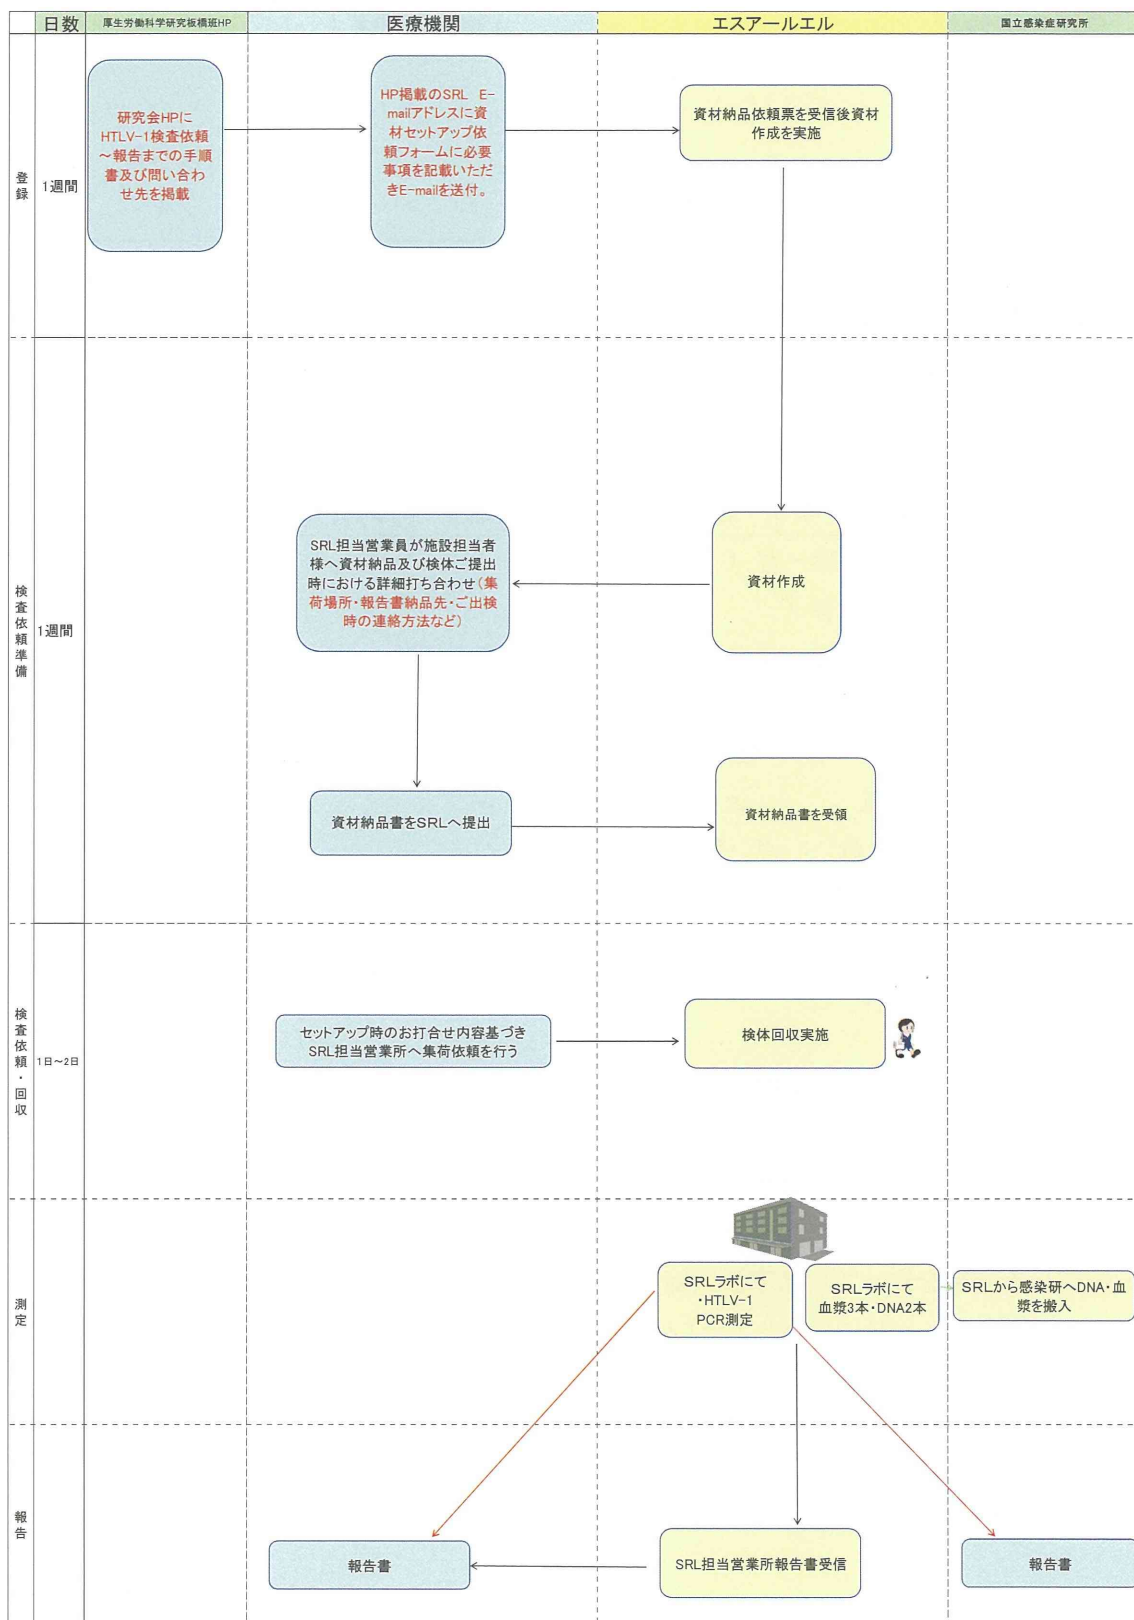 日数
厚生労働科学研究板橋班HP
医療機関
エスアールエル
国立感染症研究所
登録
1週間
研究会HPに
HTLV-1検査依頼
～報告までの手順
書及び問い合わ
せ先を掲載
HP掲載のSRL E-
mailアドレスに資
材セットアップ依
頼フォームに必要
事項を記載いただ
きE-mailを送付。
資材納品依頼票を受信後資材
作成を実施
検査依頼準備
1週間
SRL担当営業員が施設担当者
様へ資材納品及び検体ご提出
時における詳細打ち合わせ(集
荷場所・報告書納品先・ご出検
時の連絡方法など)
資材作成
資材納品書をSRLへ提出
資材納品書を受領
検査依頼・回収
1日～2日
セットアップ時のお打合せ内容基づき
SRL担当営業所へ集荷依頼を行う
検体回収実施
測定
SRLラボにて
・HTLV-1
PCR測定
SRLラボにて
血漿3本・DNA2本
SRLから感染研へDNA・血
漿を搬入
報告
報告書
SRL担当営業所報告書受信
報告書